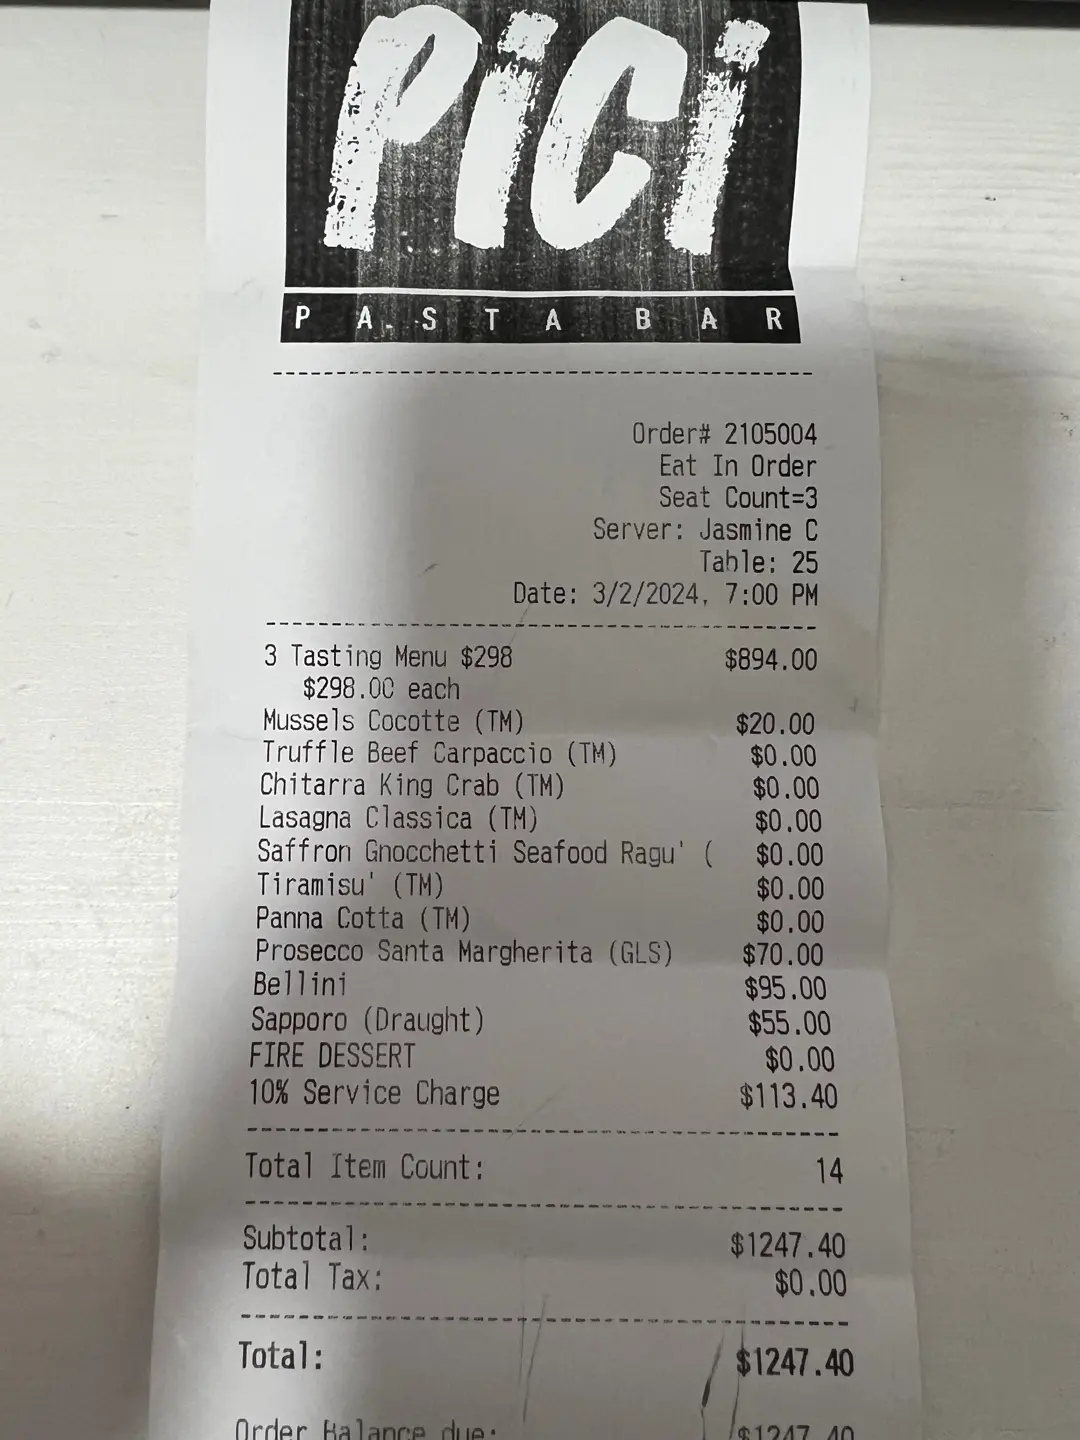 PiCi
PASTA BAR
Order# 2105004
Eat In Order
Seat Count=3
Server: Jasmine C
Table: 25
Date: 3/2/2024, 7:00 PM
3 Tasting Menu $298 $894.00
$298.00 each
Mussels Cocotte (TM) $20.00
Truffle Beef Carpaccio (TM) $0.00
Chitarra King Crab (TM) $0.00
Lasagna Classica (TM) $0.00
Saffron Gnocchetti Seafood Ragu' ( $0.00
Tiramisu' (TM) $0.00
Panna Cotta (TM) $0.00
Prosecco Santa Margherita (GLS) $70.00
Bellini $95.00
Sapporo (Draught) $55.00
FIRE DESSERT $0.00
10% Service Charge $113.40
Total Item Count: 14
Subtotal: $1247.40
Total Tax: $0.00
Total: $1247.40
Order Balance due: $1247.40